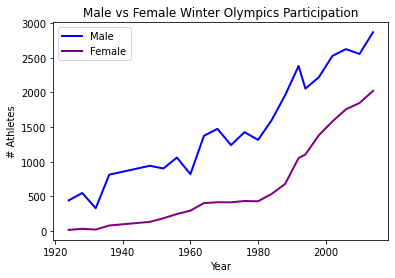 Male vs Female Winter Olympics Participation
Male
Female
# Athletes
3000
2500
2000
1500
1000
500
0
1920 1940 1960 1980 2000
Year